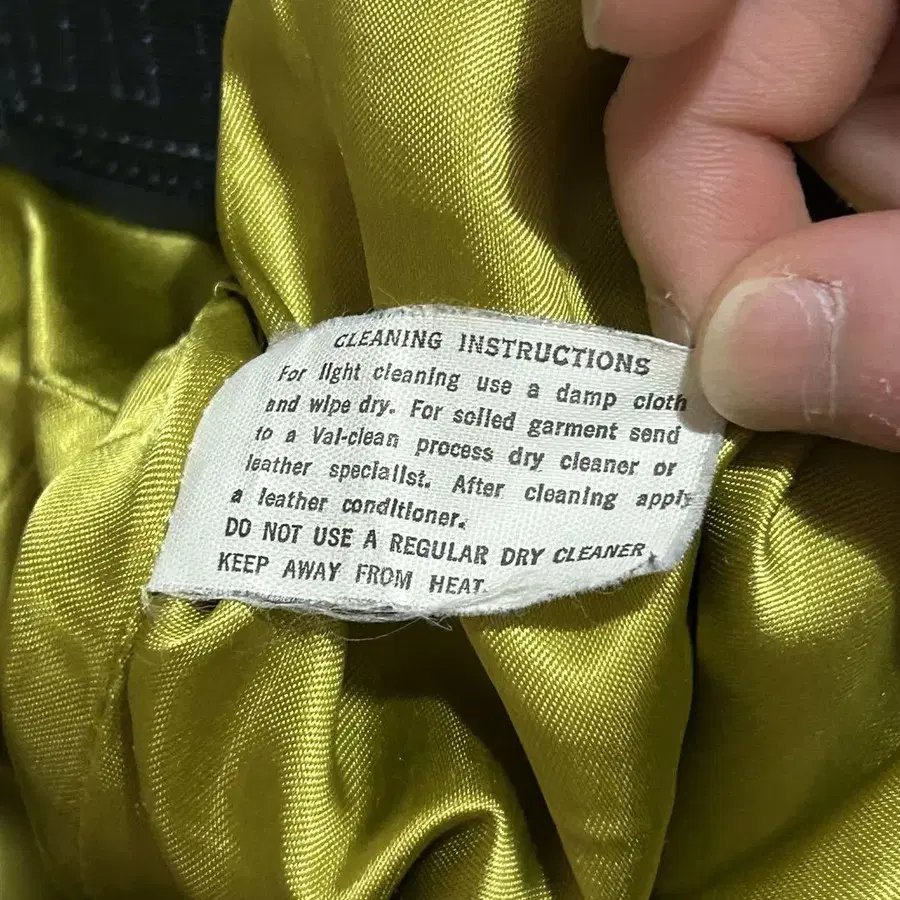 CLEANING INSTRUCTIONS
For light cleaning use a damp cloth
and wipe dry. For soiled garment send
to a Val-clean process dry cleaner or
leather specialist. After cleaning apply
a leather conditioner.
DO NOT USE A REGULAR DRY CLEANER
KEEP AWAY FROM HEAT.